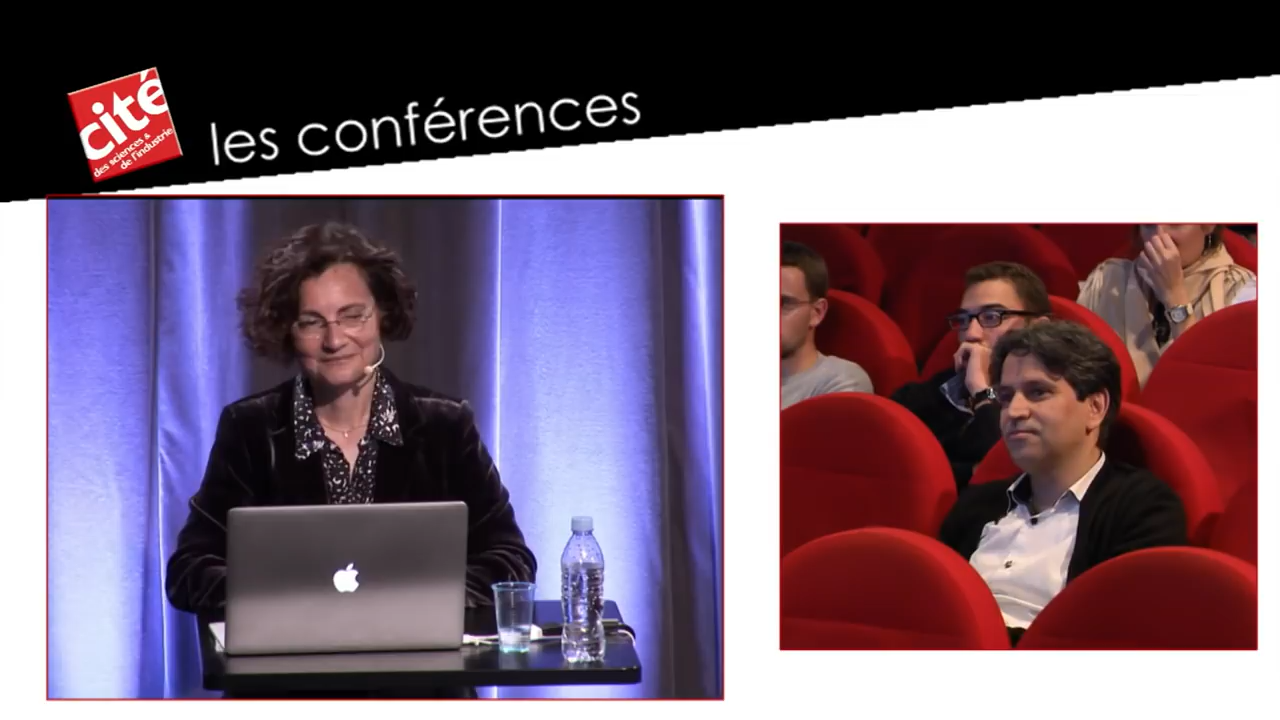 cité
des sciences &
de l'industrie
les conférences